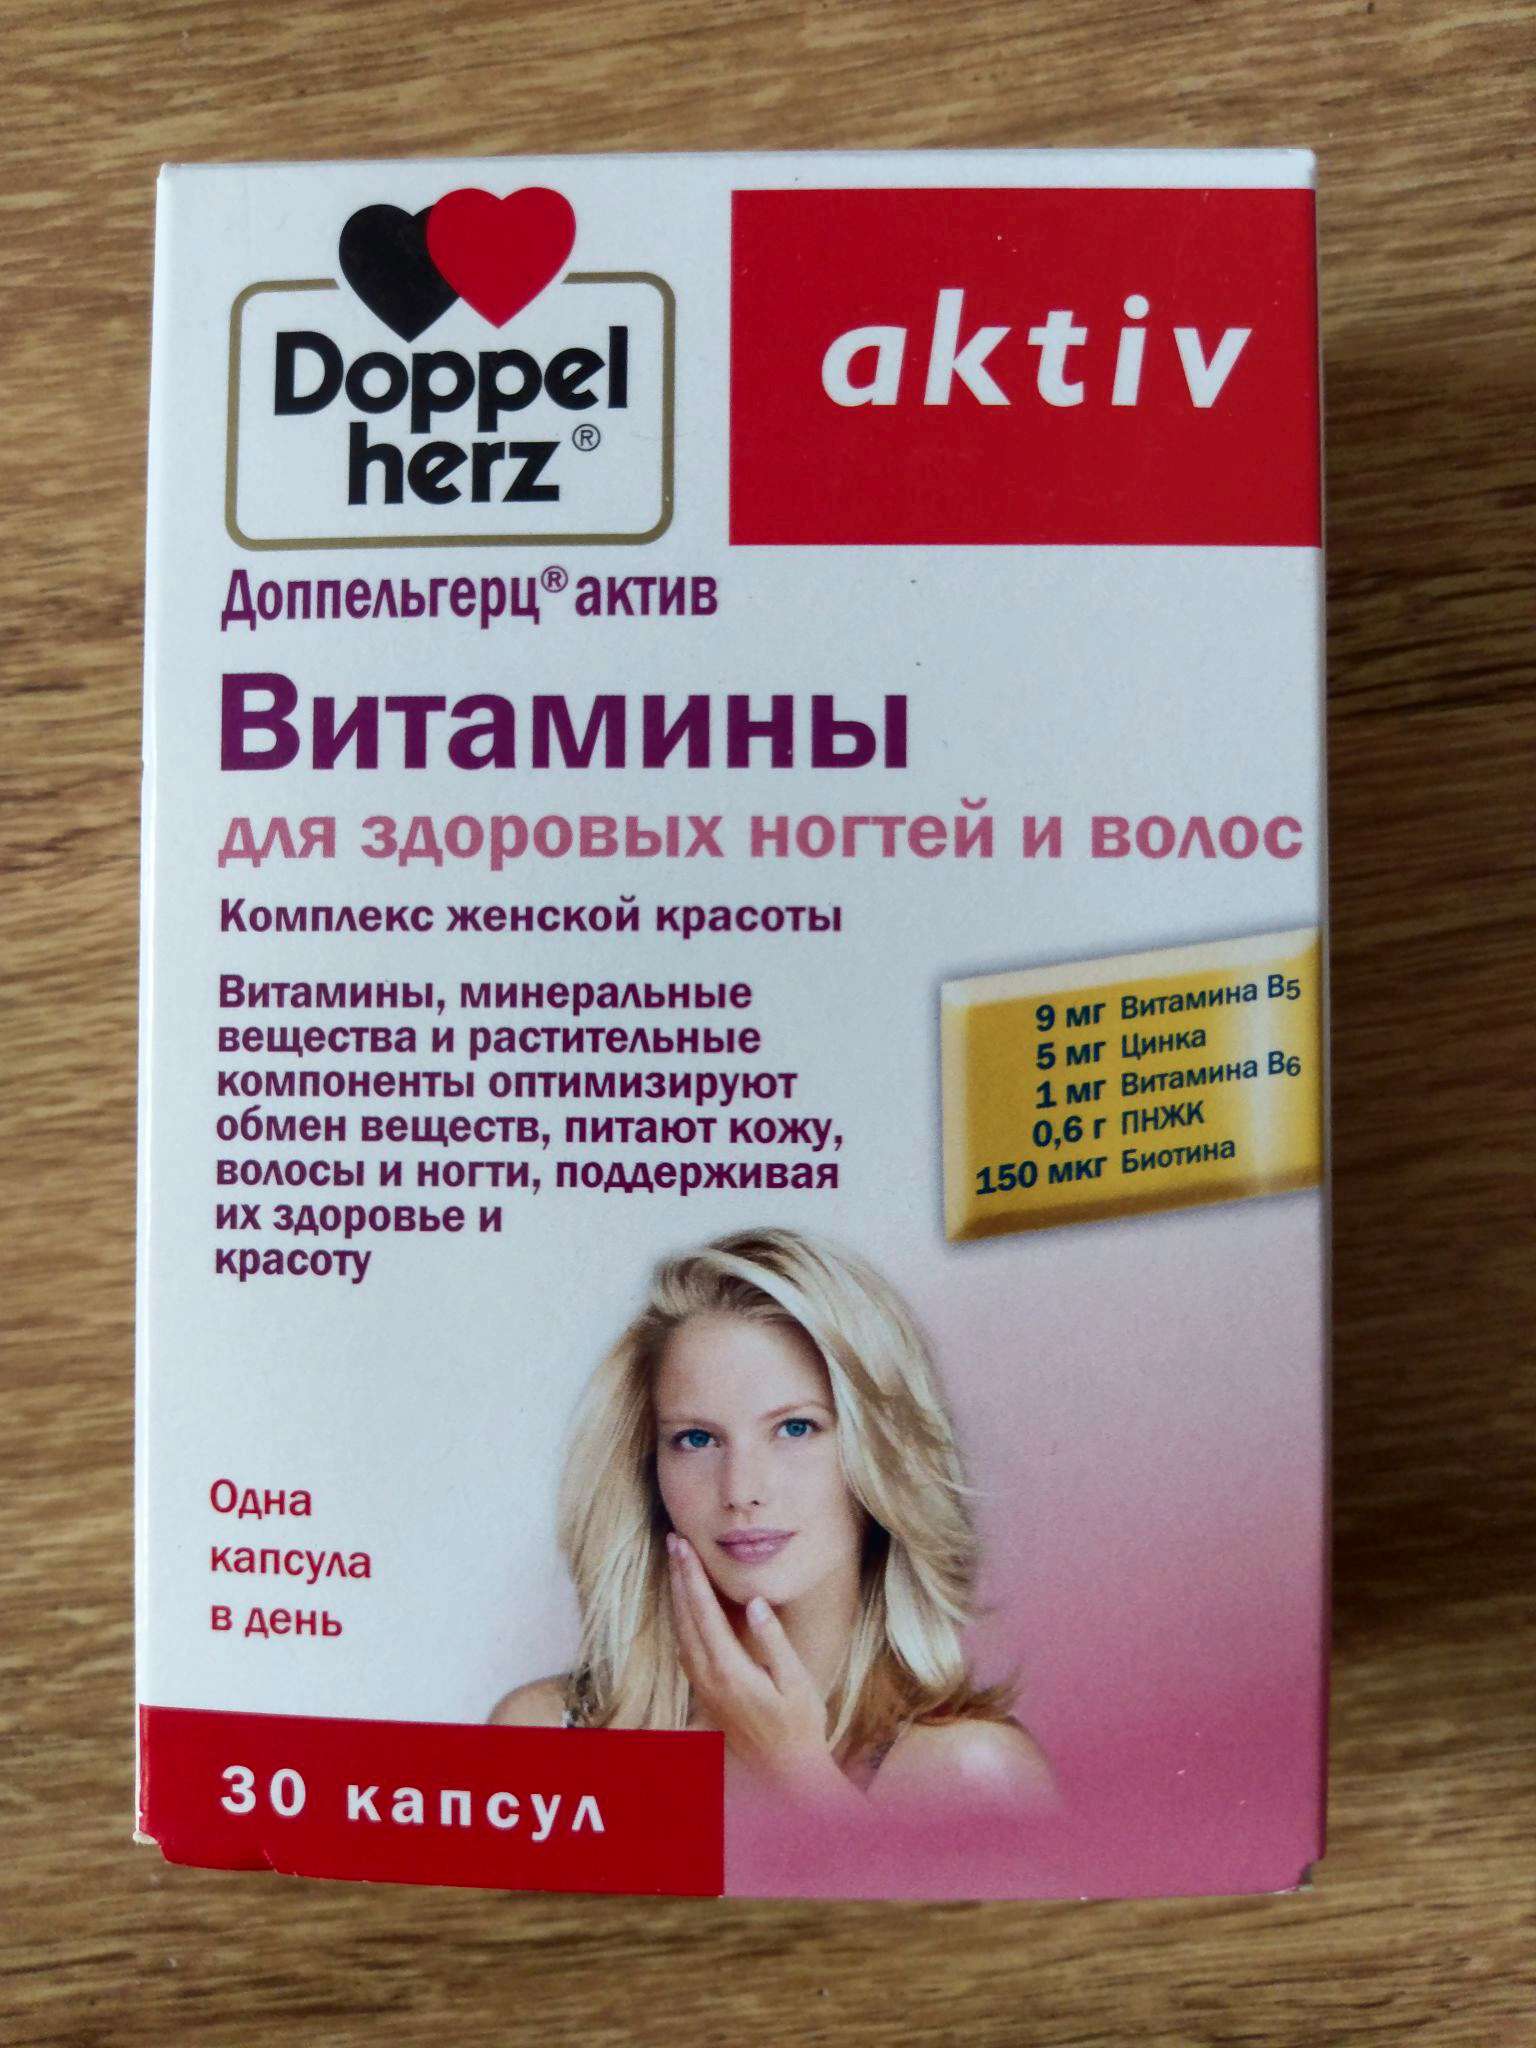 Doppel
herz®
aktiv
Доппельгерц® актив
Витамины
для здоровых ногтей и волос
Комплекс женской красоты
Витамины, минеральные
вещества и растительные
компоненты оптимизируют
обмен веществ, питают кожу,
волосы и ногти, поддерживая
их здоровье и
красоту
9 мг Витамина B5
5 мг Цинка
1 мг Витамина B6
0,6 г ПНЖК
150 мкг Биотина
Одна
капсула
в день
30 капсул